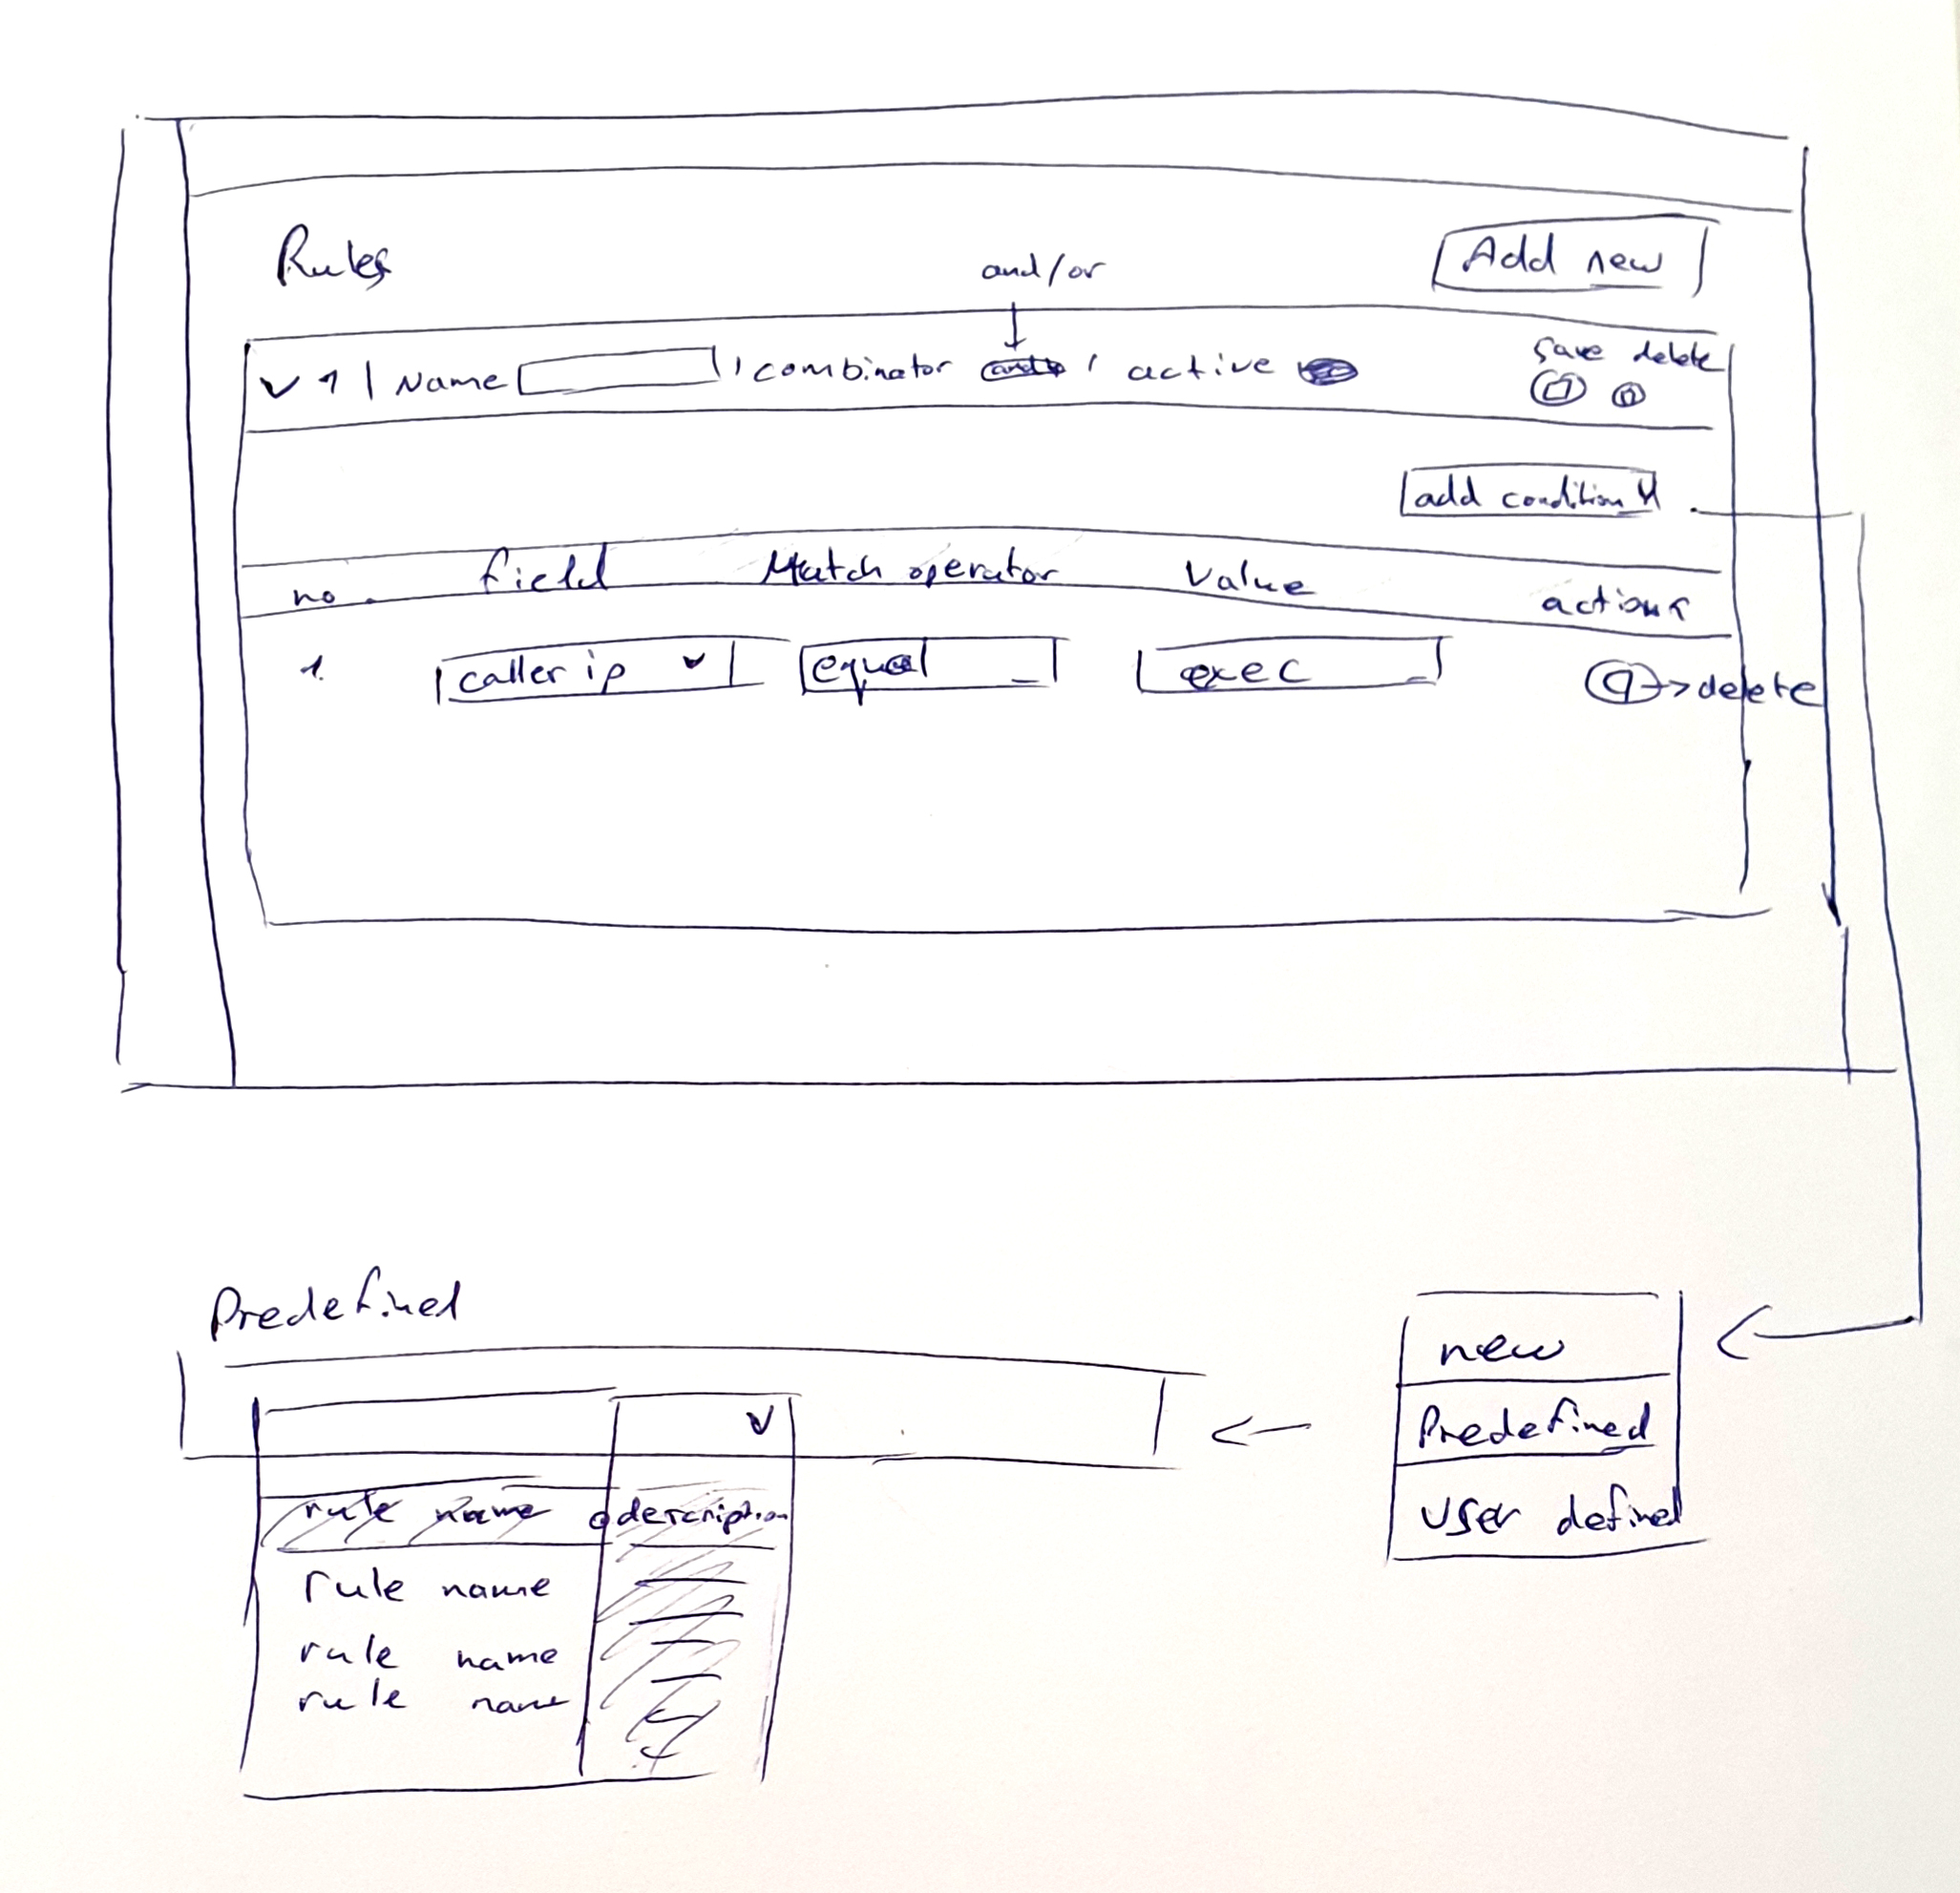 Rules
and/or
Add new
1 | Name , combinator , active
save delete
add condition
no. field Match operator Value actions
1. caller ip equal exec -> delete
Predefined
new
Predefined
user defined
rule name description
rule name
rule name
rule name